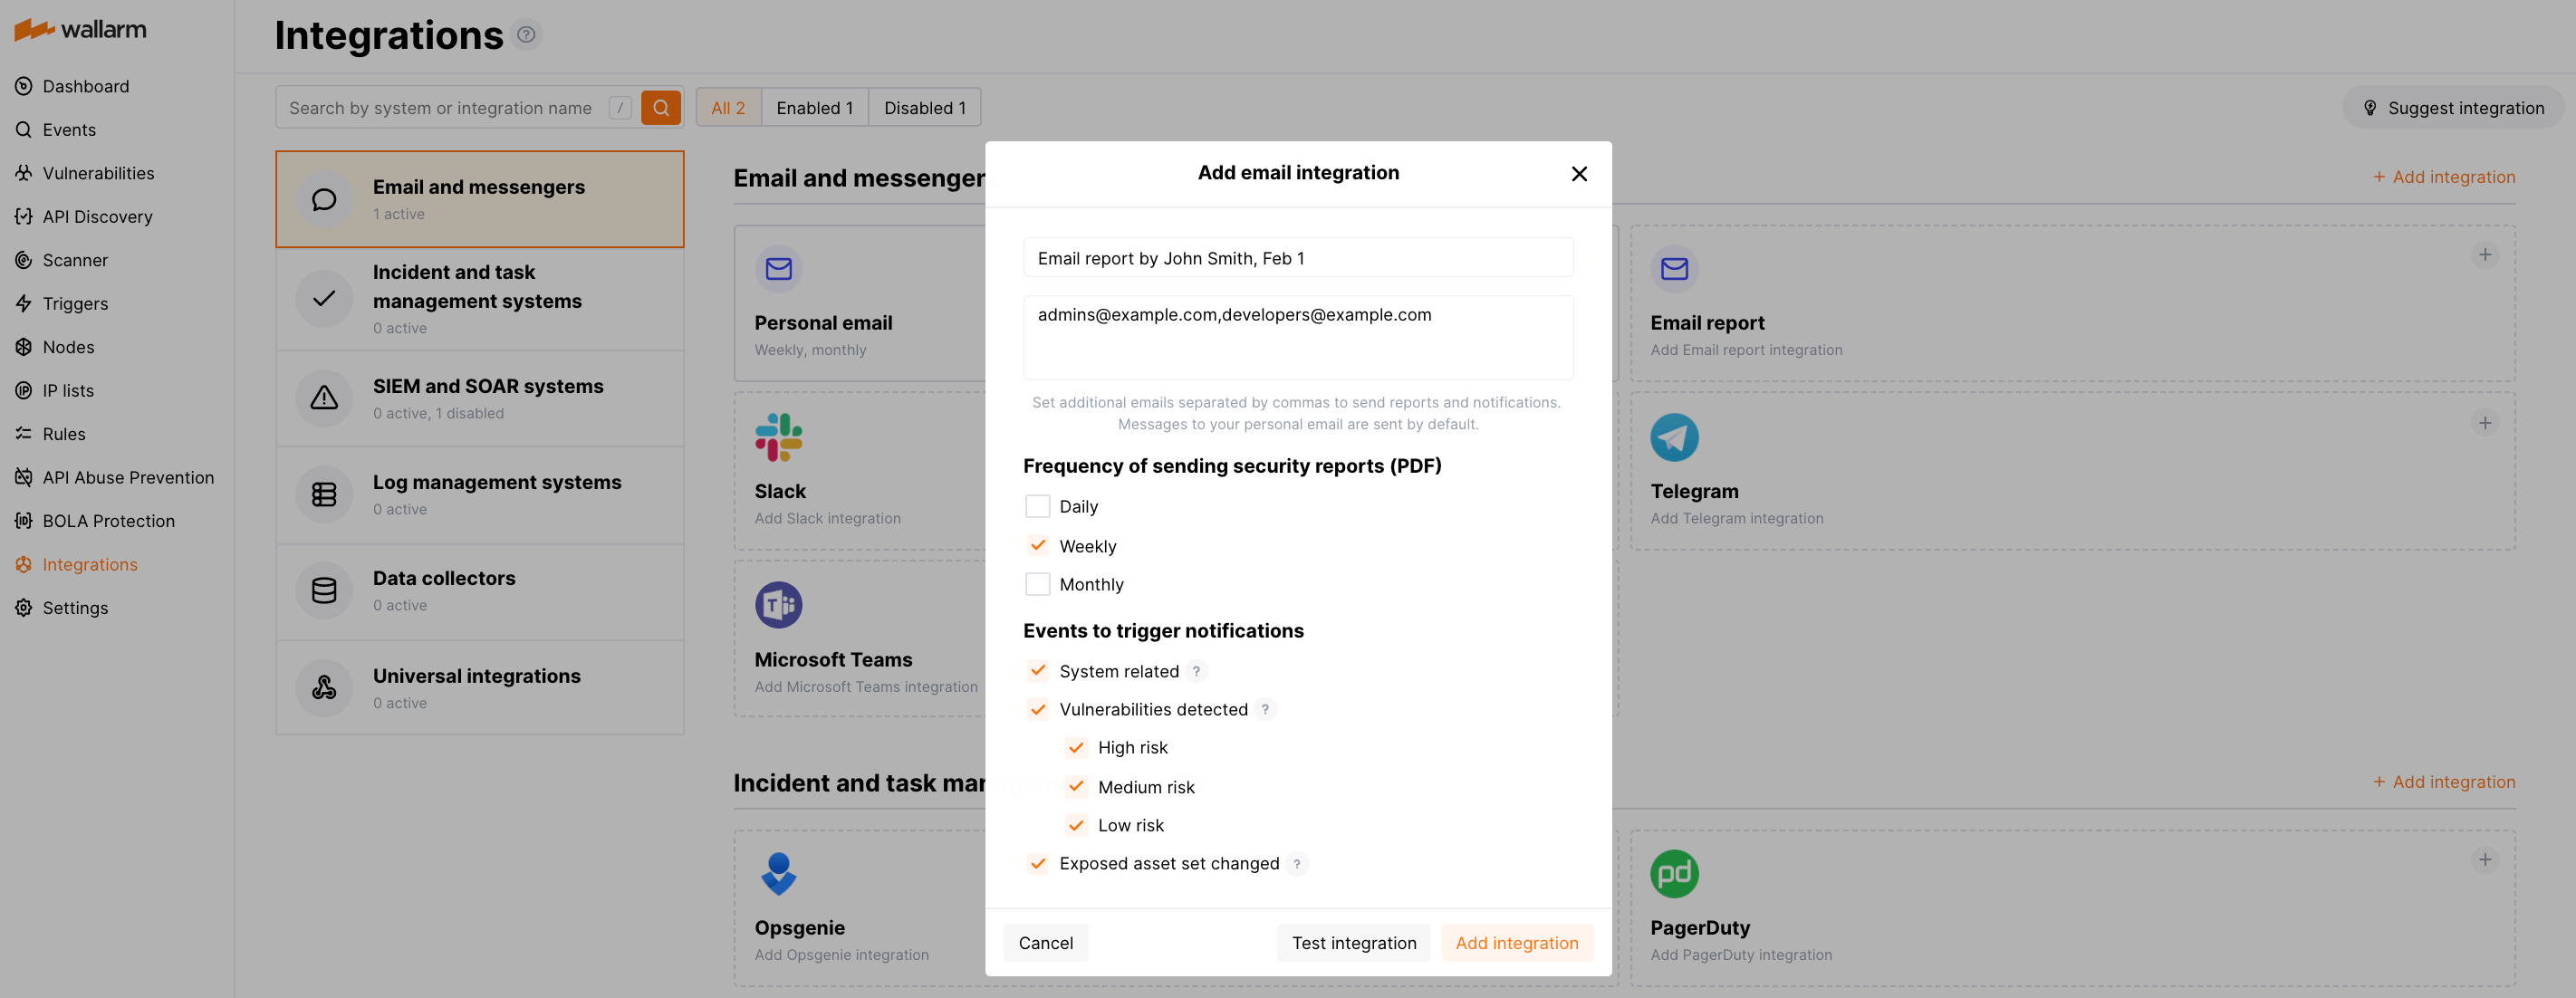 wallarm
Dashboard
Events
Vulnerabilities
API Discovery
Scanner
Triggers
Nodes
IP lists
Rules
API Abuse Prevention
BOLA Protection
Integrations
Settings
Integrations ?
Search by system or integration name /
All 2 Enabled 1 Disabled 1
Suggest integration
Email and messengers
1 active
Incident and task
management systems
0 active
SIEM and SOAR systems
0 active, 1 disabled
Log management systems
0 active
Data collectors
0 active
Universal integrations
0 active
Email and messenger
+ Add integration
Personal email
Weekly, monthly
Email report
Add Email report integration
Slack
Add Slack integration
Telegram
Add Telegram integration
Microsoft Teams
Add Microsoft Teams integration
Incident and task mar
+ Add integration
Opsgenie
Add Opsgenie integration
pd
PagerDuty
Add PagerDuty integration
Add email integration
Email report by John Smith, Feb 1
admins@example.com,developers@example.com
Set additional emails separated by commas to send reports and notifications.
Messages to your personal email are sent by default.
Frequency of sending security reports (PDF)
Daily
Weekly
Monthly
Events to trigger notifications
System related ?
Vulnerabilities detected ?
High risk
Medium risk
Low risk
Exposed asset set changed ?
Cancel Test integration Add integration